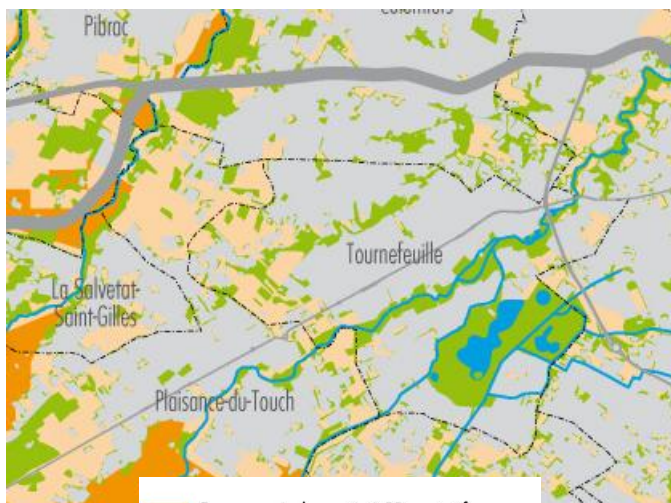 Pibrac
Tournefeuille
La Salvetat-
Saint-Gilles
Plaisance-du-Touch